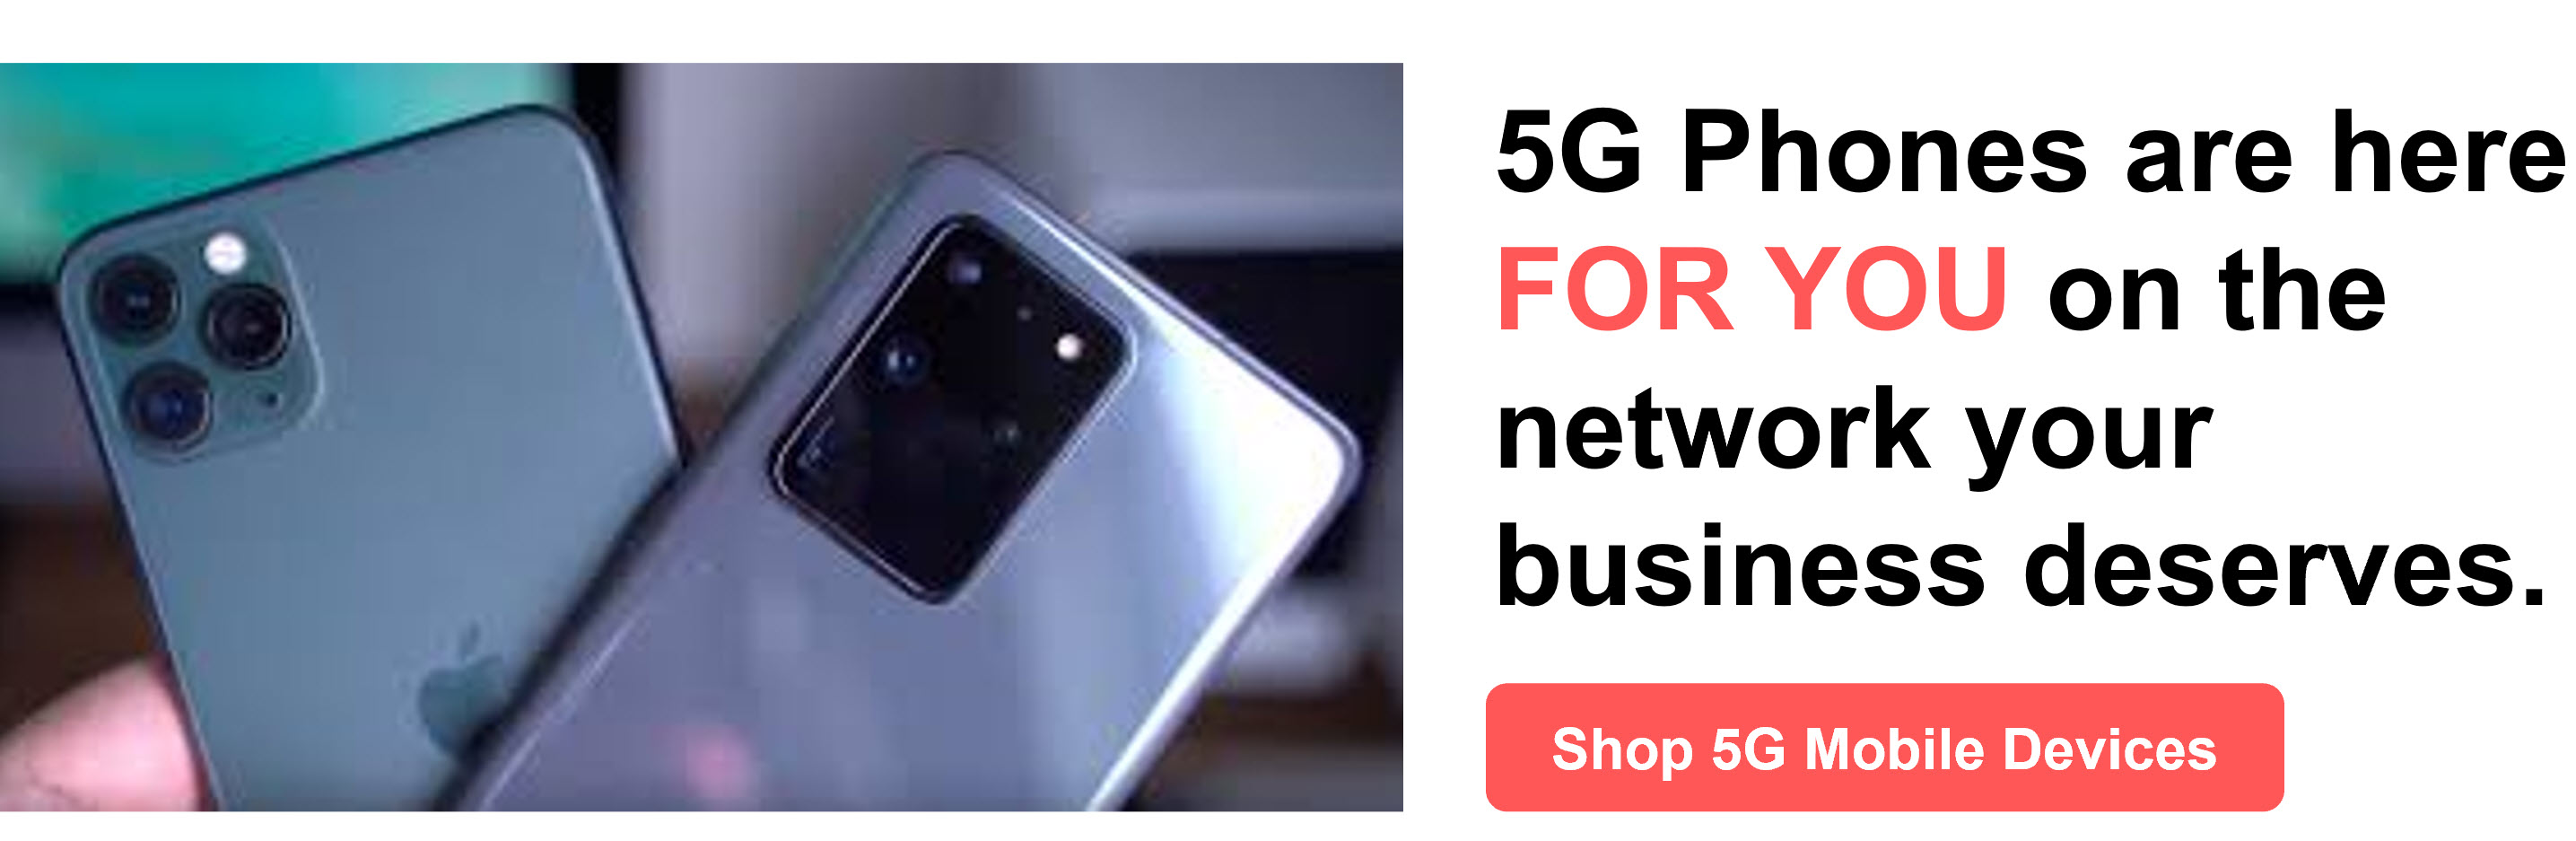 5G Phones are here
FOR YOU on the
network your
business deserves.
Shop 5G Mobile Devices